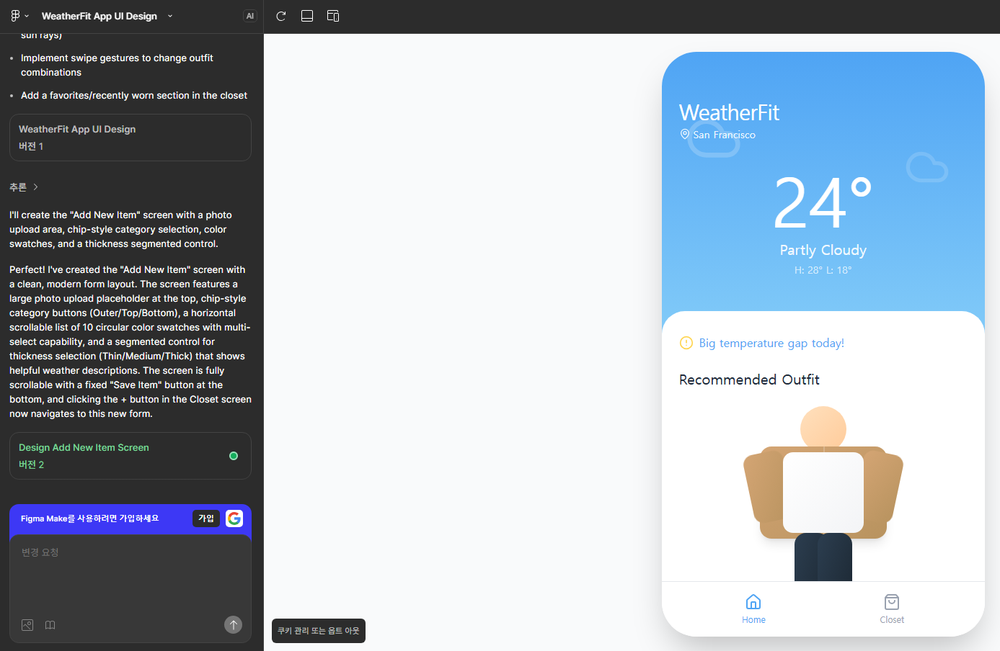 WeatherFit App UI Design
AI
sun rays)
Implement swipe gestures to change outfit
combinations
Add a favorites/recently worn section in the closet
WeatherFit App UI Design
버전 1
추론
I'll create the "Add New Item" screen with a photo
upload area, chip-style category selection, color
swatches, and a thickness segmented control.
Perfect! I've created the "Add New Item" screen with
a clean, modern form layout. The screen features a
large photo upload placeholder at the top, chip-style
category buttons (Outer/Top/Bottom), a horizontal
scrollable list of 10 circular color swatches with multi-
select capability, and a segmented control for
thickness selection (Thin/Medium/Thick) that shows
helpful weather descriptions. The screen is fully
scrollable with a fixed "Save Item" button at the
bottom, and clicking the + button in the Closet screen
now navigates to this new form.
Design Add New Item Screen
버전 2
Figma Make를 사용하려면 가입하세요
가입
변경 요청
쿠키 관리 또는 옵트 아웃
WeatherFit
San Francisco
24°
Partly Cloudy
H: 28° L: 18°
Big temperature gap today!
Recommended Outfit
Home
Closet